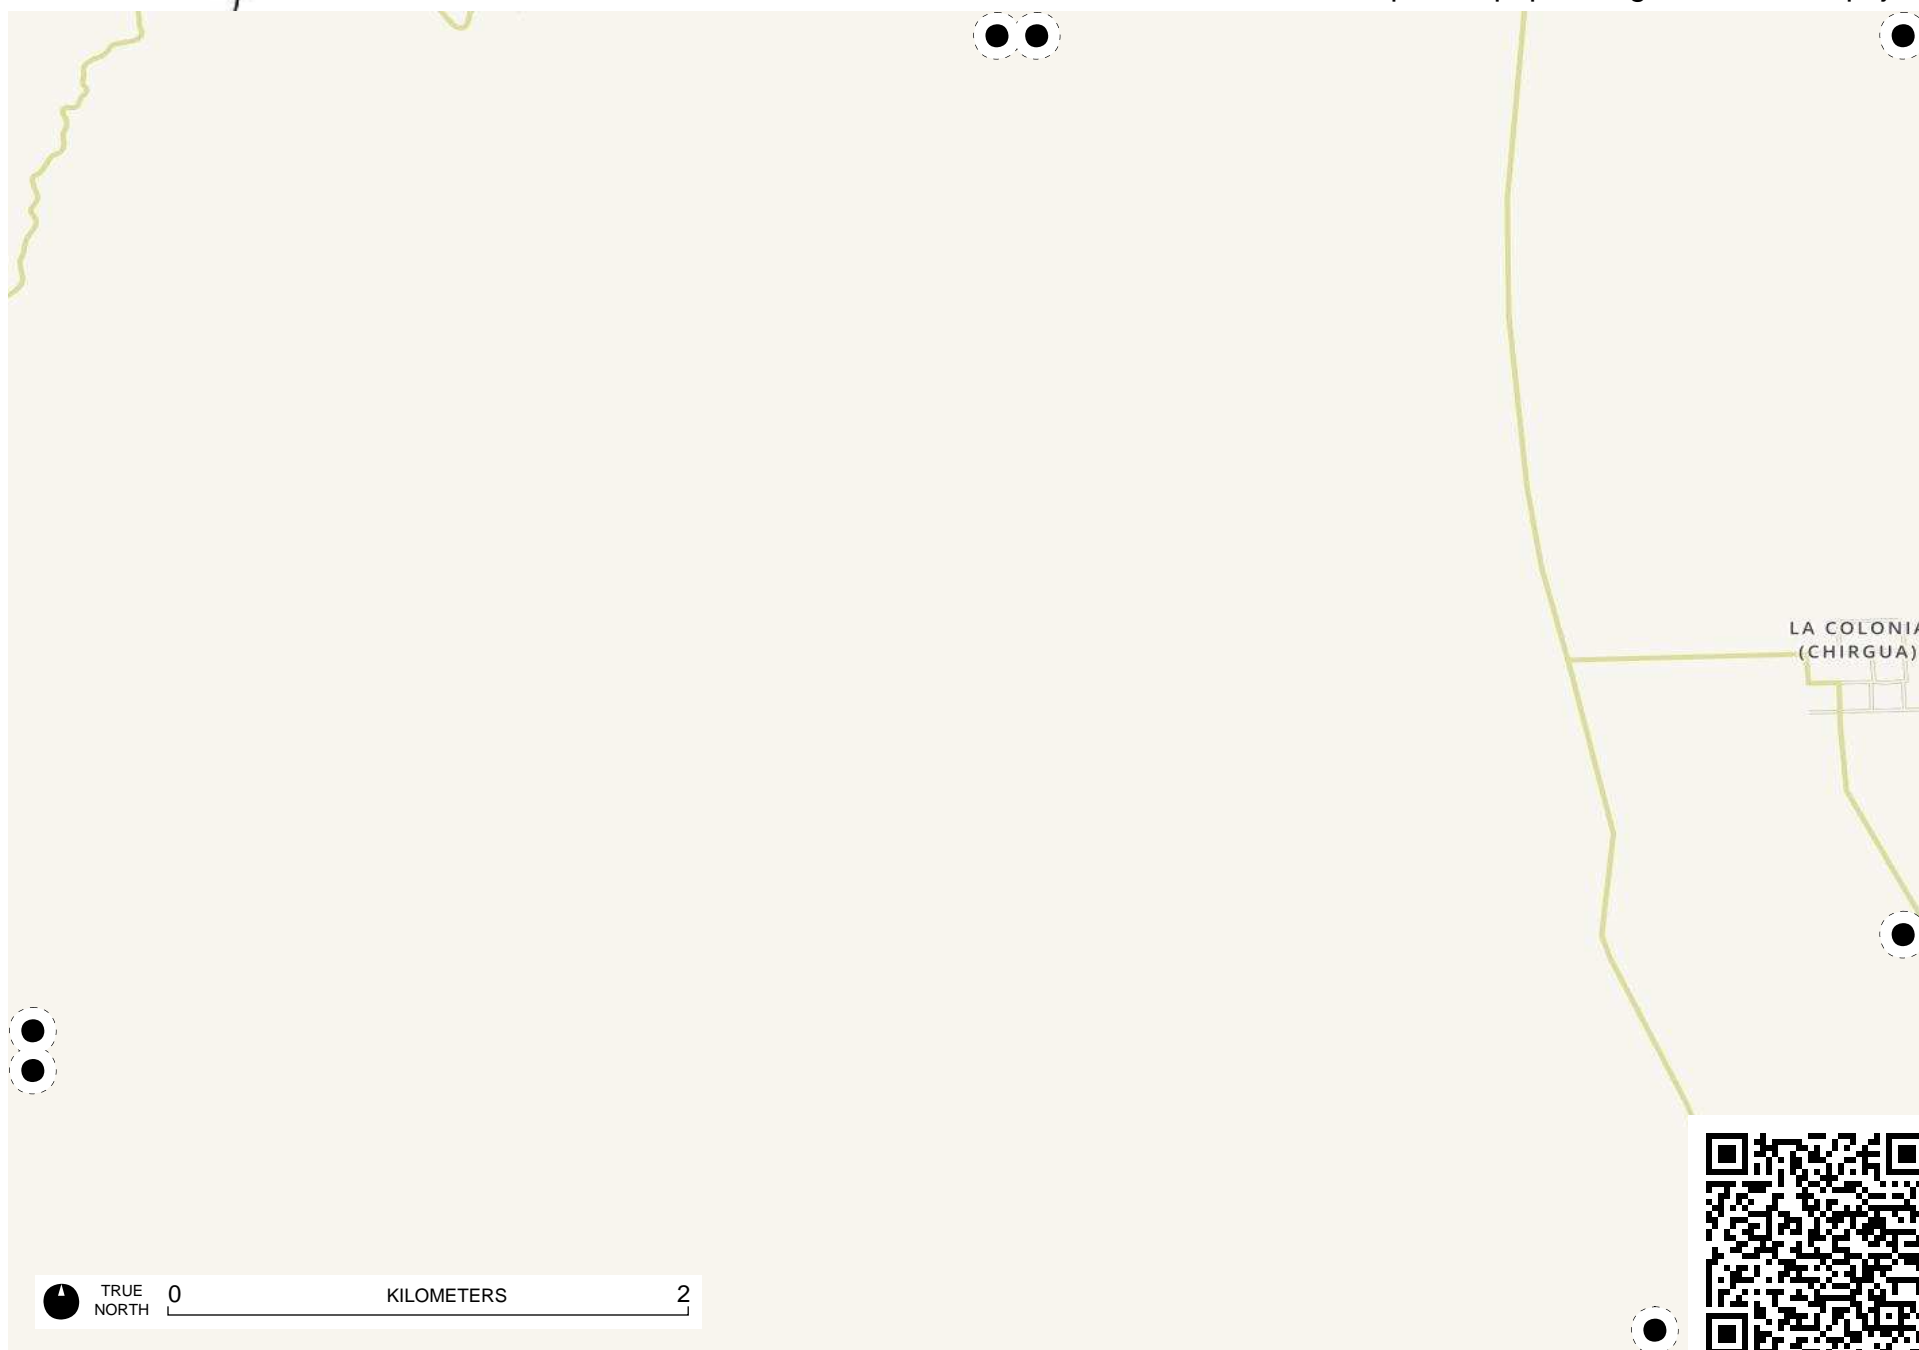 LA COLONIA
(CHIRGUA)
TRUE
NORTH
0 KILOMETERS 2